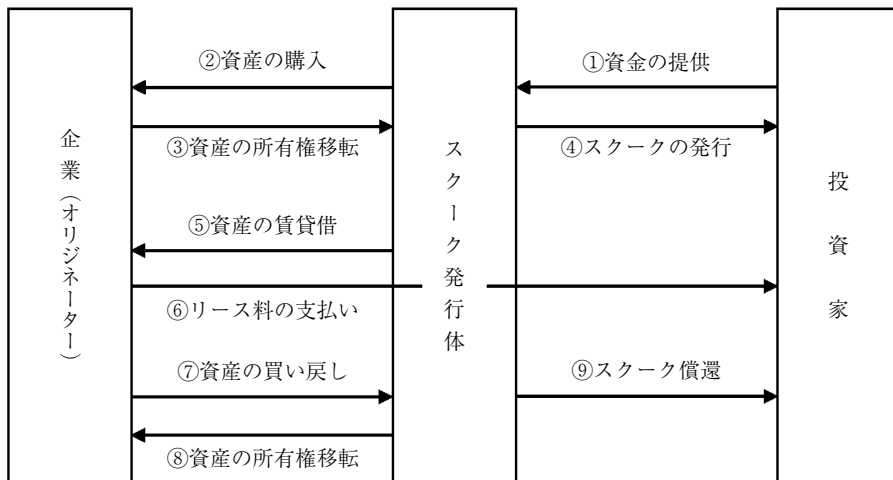 ②資産の購入
①資金の提供
③資産の所有権移転
④スクークの発行
企業（オリジネーター）
スクーク発行体
投資家
⑤資産の賃貸借
⑥リース料の支払い
⑦資産の買い戻し
⑨スクーク償還
⑧資産の所有権移転